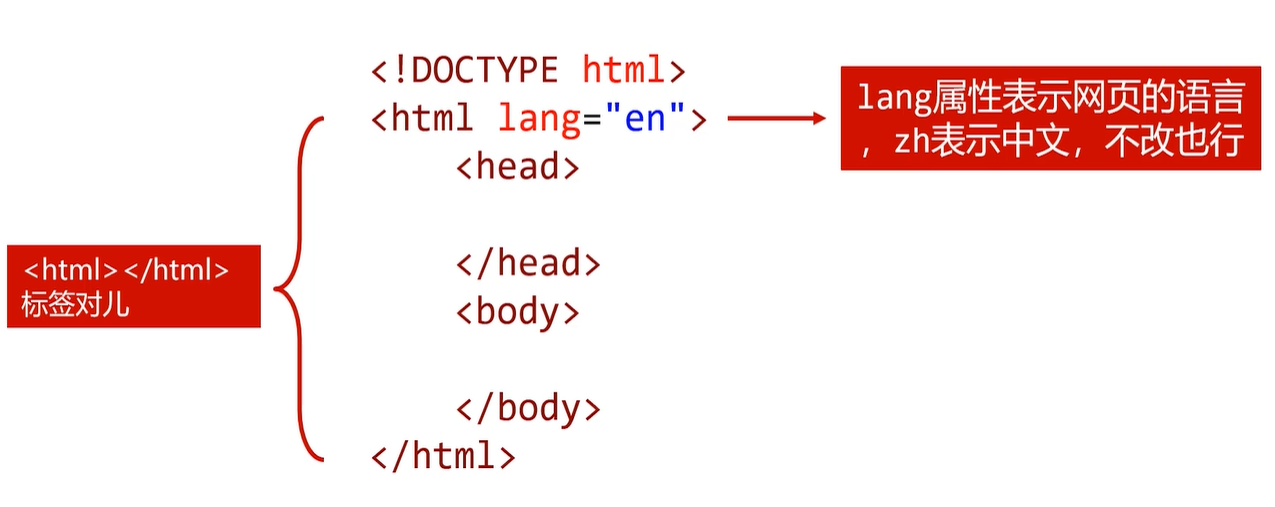 <!DOCTYPE html>
<html lang="en">
lang属性表示网页的语言
，zh表示中文，不改也行
<head>
</head>
<html></html>
标签对儿
<body>
</body>
</html>